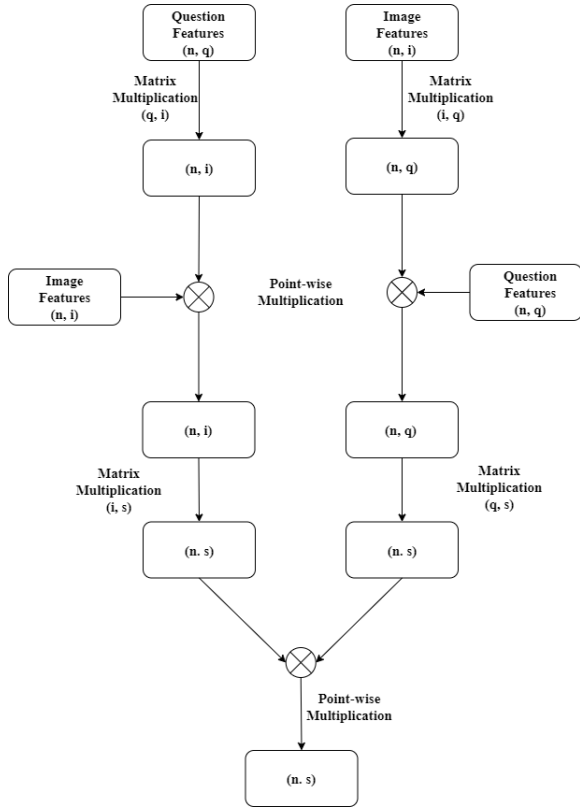 Question
Features
(n, q)
Image
Features
(n, i)
Matrix
Multiplication
(q, i)
Matrix
Multiplication
(i, q)
(n, i)
(n, q)
Image
Features
(n, i)
Point-wise
Multiplication
Question
Features
(n, q)
(n, i)
(n, q)
Matrix
Multiplication
(i, s)
Matrix
Multiplication
(q, s)
(n. s)
(n. s)
Point-wise
Multiplication
(n. s)